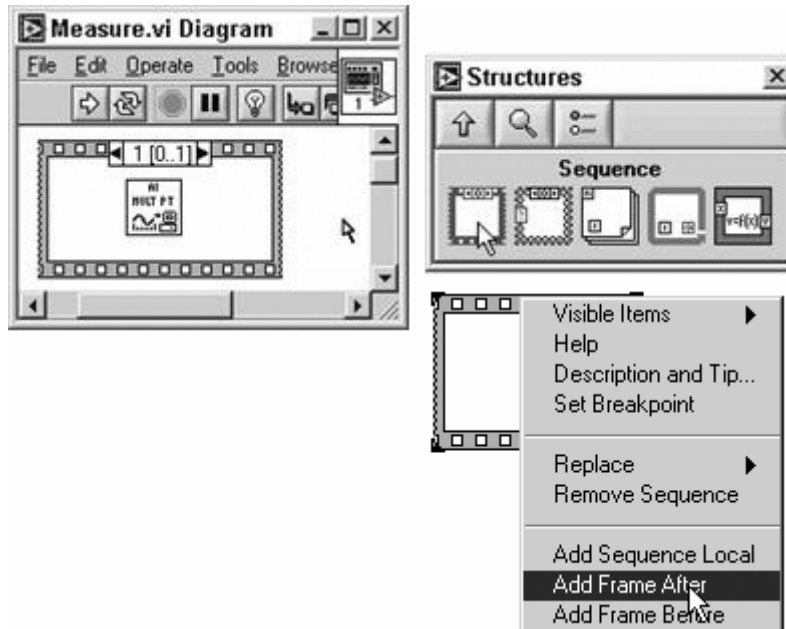 Measure.vi Diagram
File Edit Operate Tools Browse
1
1 [0..1]
AI
MULT PT
Structures
Sequence
v=f(x)
Visible Items
Help
Description and Tip...
Set Breakpoint
Replace
Remove Sequence
Add Sequence Local
Add Frame After
Add Frame Before